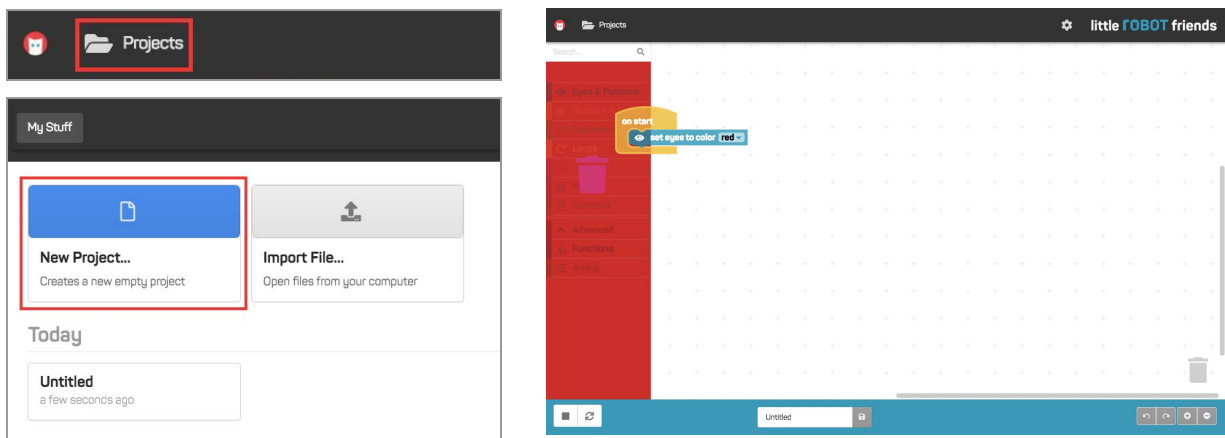 Projects
My Stuff
New Project...
Creates a new empty project
Import File...
Open files from your computer
Today
Untitled
a few seconds ago
Projects
little ROBOT friends
Search...
Eyes & Patterns
on start
set eyes to color red
Loops
Variables
Advanced
Functions
Arrays
Untitled